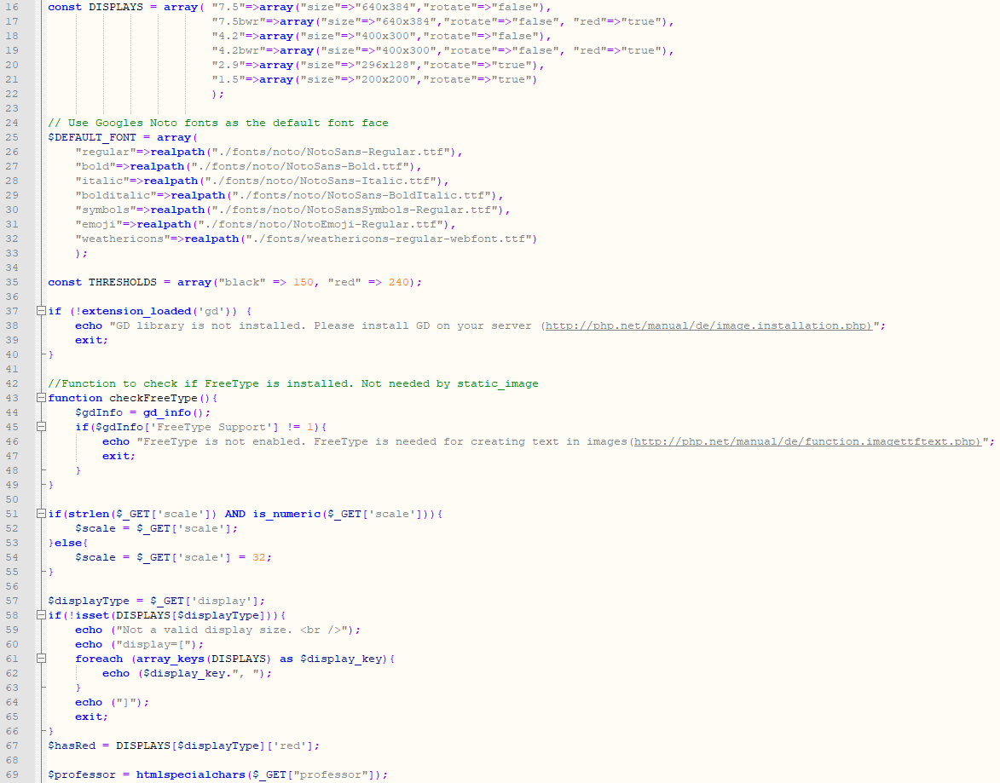 16 const DISPLAYS = array( "7.5"=>array("size"=>"640x384","rotate"=>"false"),
17 "7.5bwr"=>array("size"=>"640x384","rotate"=>"false", "red"=>"true"),
18 "4.2"=>array("size"=>"400x300","rotate"=>"false"),
19 "4.2bwr"=>array("size"=>"400x300","rotate"=>"false", "red"=>"true"),
20 "2.9"=>array("size"=>"296x128","rotate"=>"true"),
21 "1.5"=>array("size"=>"200x200","rotate"=>"true")
22 );
23
24 // Use Googles Noto fonts as the default font face
25 $DEFAULT_FONT = array(
26 "regular"=>realpath("./fonts/noto/NotoSans-Regular.ttf"),
27 "bold"=>realpath("./fonts/noto/NotoSans-Bold.ttf"),
28 "italic"=>realpath("./fonts/noto/NotoSans-Italic.ttf"),
29 "bolditalic"=>realpath("./fonts/noto/NotoSans-BoldItalic.ttf"),
30 "symbols"=>realpath("./fonts/noto/NotoSansSymbols-Regular.ttf"),
31 "emoji"=>realpath("./fonts/noto/NotoEmoji-Regular.ttf"),
32 "weathericons"=>realpath("./fonts/weathericons-regular-webfont.ttf")
33 );
34
35 const THRESHOLDS = array("black" => 150, "red" => 240);
36
37 if (!extension_loaded('gd')) {
38 echo "GD library is not installed. Please install GD on your server (http://php.net/manual/de/image.installation.php)";
39 exit;
40 }
41
42 //Function to check if FreeType is installed. Not needed by static_image
43 function checkFreeType(){
44 $gdInfo = gd_info();
45 if($gdInfo['FreeType Support'] != 1){
46 echo "FreeType is not enabled. FreeType is needed for creating text in images(http://php.net/manual/de/function.imagettftext.php)";
47 exit;
48 }
49 }
50
51 if(strlen($_GET['scale']) AND is_numeric($_GET['scale'])){
52 $scale = $_GET['scale'];
53 }else{
54 $scale = $_GET['scale'] = 32;
55 }
56
57 $displayType = $_GET['display'];
58 if(!isset(DISPLAYS[$displayType])){
59 echo ("Not a valid display size. <br />");
60 echo ("display=[");
61 foreach (array_keys(DISPLAYS) as $display_key){
62 echo ($display_key.", ");
63 }
64 echo ("]");
65 exit;
66 }
67 $hasRed = DISPLAYS[$displayType]['red'];
68
69 $professor = htmlspecialchars($_GET["professor"]);